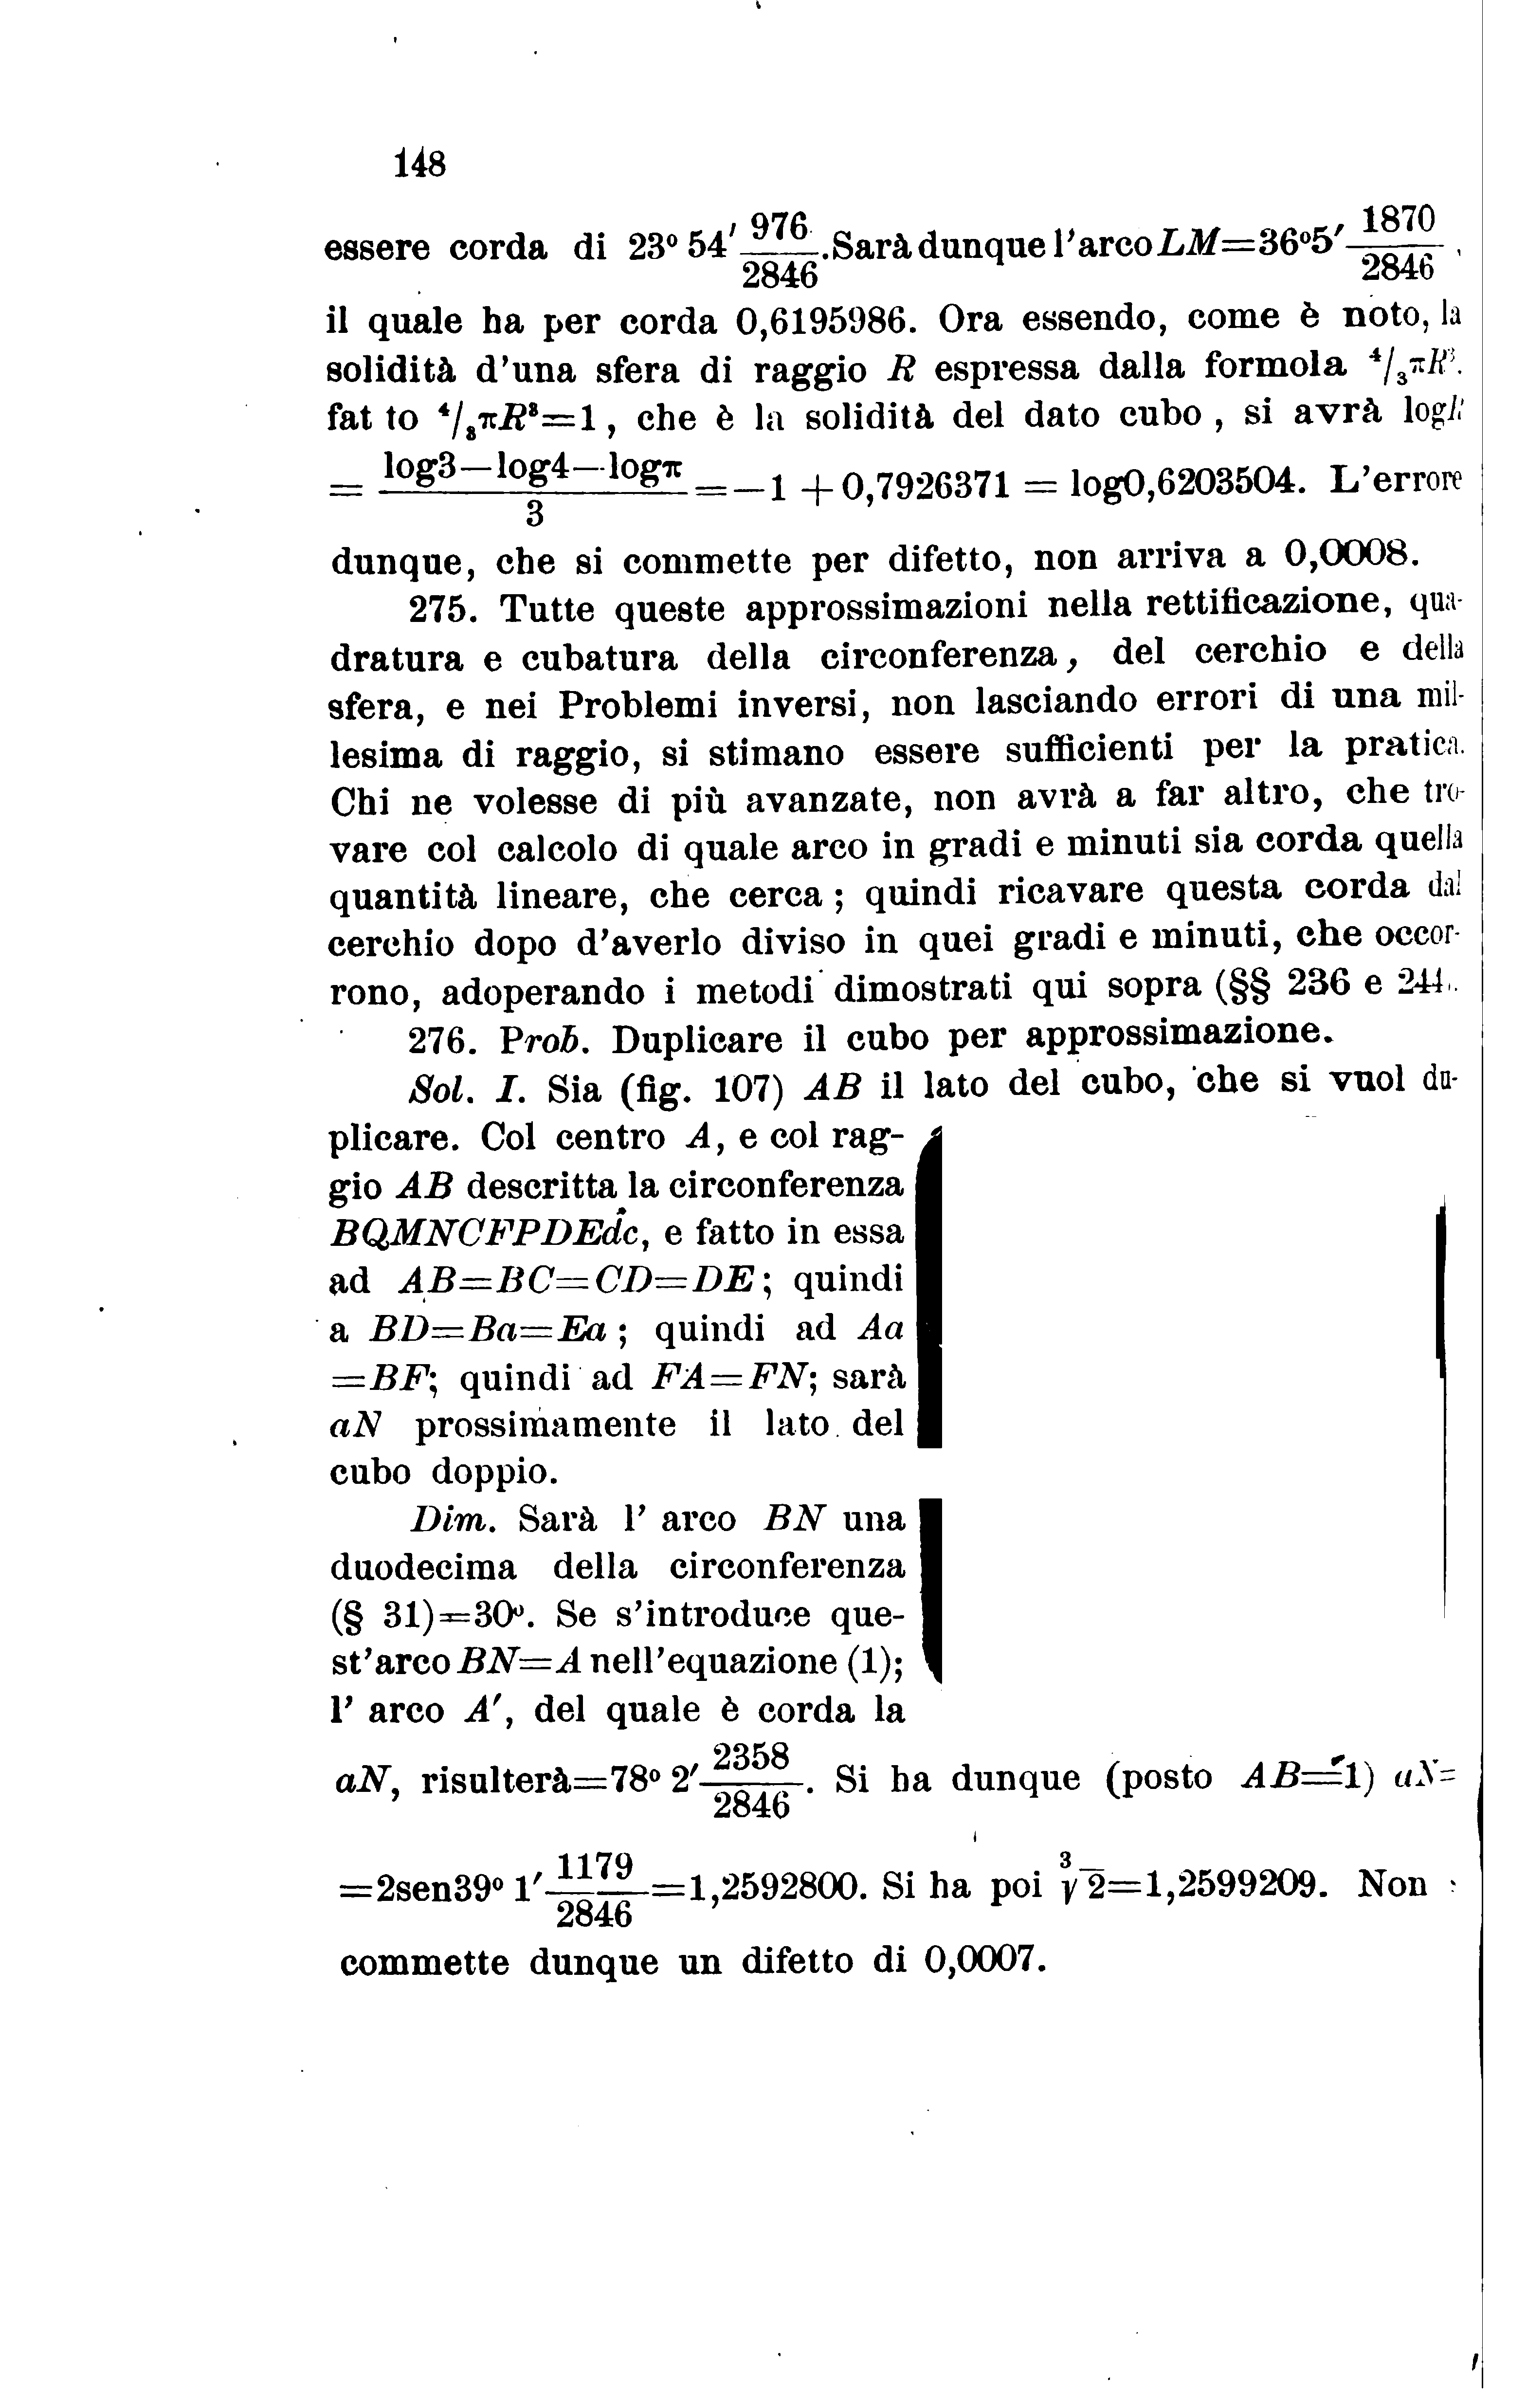 148
essere corda di 23° 54′ 976/2846. Sarà dunque l'arco LM=36°5′ 1870/2846,
il quale ha per corda 0,6195986. Ora essendo, come è noto, la
solidità d'una sfera di raggio R espressa dalla formola ⁴/₃πR³.
fat to ⁴/₃πR³=1, che è la solidità del dato cubo, si avrà logR
= (log3—log4—logπ)/3 =—1 +0,7926371 = log0,6203504. L'errore
dunque, che si commette per difetto, non arriva a 0,0008.
275. Tutte queste approssimazioni nella rettificazione, qua-
dratura e cubatura della circonferenza, del cerchio e della
sfera, e nei Problemi inversi, non lasciando errori di una mil-
lesima di raggio, si stimano essere sufficienti per la pratica.
Chi ne volesse di più avanzate, non avrà a far altro, che tro-
vare col calcolo di quale arco in gradi e minuti sia corda quella
quantità lineare, che cerca; quindi ricavare questa corda dal
cerchio dopo d'averlo diviso in quei gradi e minuti, che occor-
rono, adoperando i metodi dimostrati qui sopra (§§ 236 e 244.
276. Prob. Duplicare il cubo per approssimazione.
Sol. I. Sia (fig. 107) AB il lato del cubo, che si vuol du-
plicare. Col centro A, e col rag-
gio AB descritta la circonferenza
BQMNCFPDEdc, e fatto in essa
ad AB=BC=CD=DE; quindi
a BD=Ba=Ea; quindi ad Aa
=BF; quindi ad FA=FN; sarà
aN prossimamente il lato del
cubo doppio.
Dim. Sarà l' arco BN una
duodecima della circonferenza
(§ 31)=30°. Se s'introduce que-
st'arco BN=A nell'equazione (1);
l' arco A′, del quale è corda la
aN, risulterà=78° 2′ 2358/2846. Si ha dunque (posto AB=1) aN=
=2sen39° 1′ 1179/2846=1,2592800. Si ha poi ∛2=1,2599209. Non
commette dunque un difetto di 0,0007.